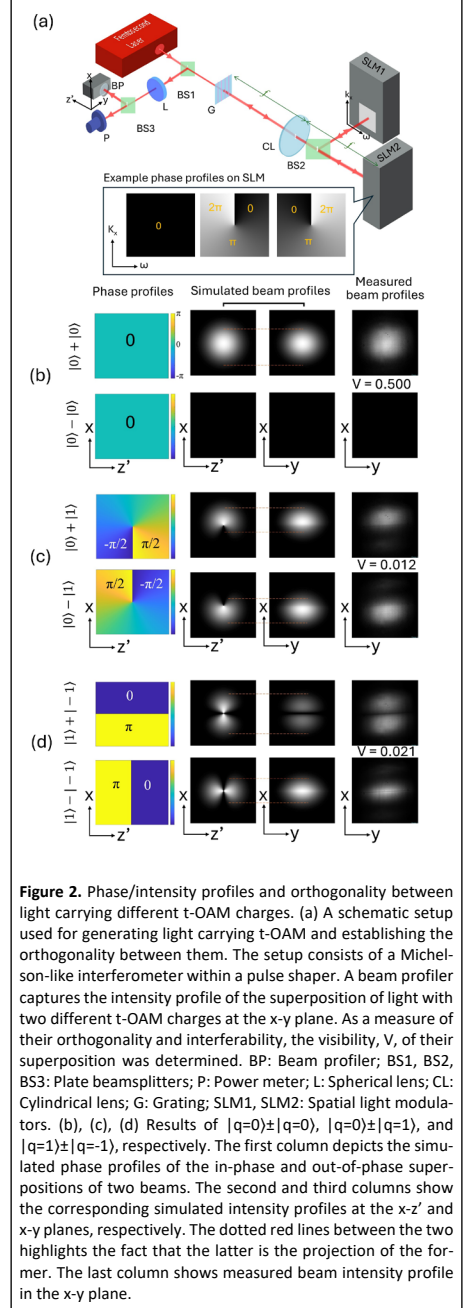 (a)
Femtosecond
Laser
SLM1
BP
x
y
z'
BS1
L
G
BS3
P
f
f
CL
BS2
kx
ω
SLM2
Example phase profiles on SLM
0
2π
0
π
0
2π
π
Kx
ω
Phase profiles
Simulated beam profiles
Measured
beam profiles
(b)
|0⟩ + |0⟩
0
π
0
-π
V = 0.500
|0⟩ − |0⟩
0
X
z'
X
z'
X
y
X
y
(c)
|0⟩ + |1⟩
-π/2
π/2
V = 0.012
|0⟩ − |1⟩
π/2
-π/2
X
z'
X
z'
X
y
X
y
(d)
|1⟩ + | − 1⟩
0
π
V = 0.021
|1⟩ − | − 1⟩
π
0
X
z'
X
z'
X
y
X
y
Figure 2. Phase/intensity profiles and orthogonality between
light carrying different t-OAM charges. (a) A schematic setup
used for generating light carrying t-OAM and establishing the
orthogonality between them. The setup consists of a Michel-
son-like interferometer within a pulse shaper. A beam profiler
captures the intensity profile of the superposition of light with
two different t-OAM charges at the x-y plane. As a measure of
their orthogonality and interferability, the visibility, V, of their
superposition was determined. BP: Beam profiler; BS1, BS2,
BS3: Plate beamsplitters; P: Power meter; L: Spherical lens; CL:
Cylindrical lens; G: Grating; SLM1, SLM2: Spatial light modula-
tors. (b), (c), (d) Results of |q=0⟩±|q=0⟩, |q=0⟩±|q=1⟩, and
|q=1⟩±|q=-1⟩, respectively. The first column depicts the simu-
lated phase profiles of the in-phase and out-of-phase super-
positions of two beams. The second and third columns show
the corresponding simulated intensity profiles at the x-z' and
x-y planes, respectively. The dotted red lines between the two
highlights the fact that the latter is the projection of the for-
mer. The last column shows measured beam intensity profile
in the x-y plane.